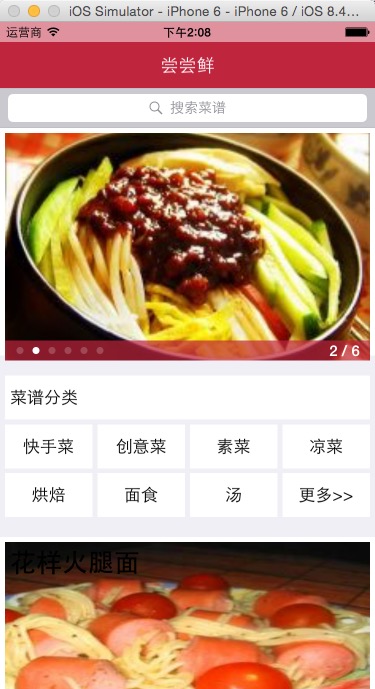 iOS Simulator - iPhone 6 - iPhone 6 / iOS 8.4…
运营商 下午2:08
尝尝鲜
搜索菜谱
2 / 6
菜谱分类
快手菜 创意菜 素菜 凉菜
烘焙 面食 汤 更多>>
花样火腿面